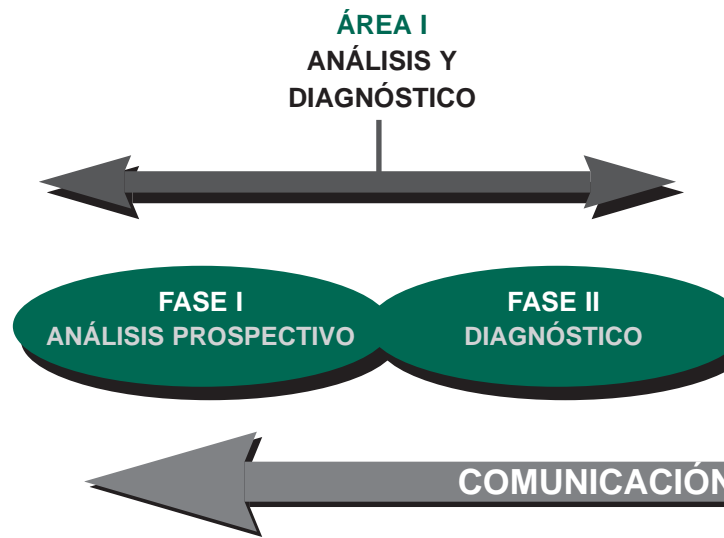 ÁREA I
ANÁLISIS Y
DIAGNÓSTICO
FASE I
ANÁLISIS PROSPECTIVO
FASE II
DIAGNÓSTICO
COMUNICACIÓN